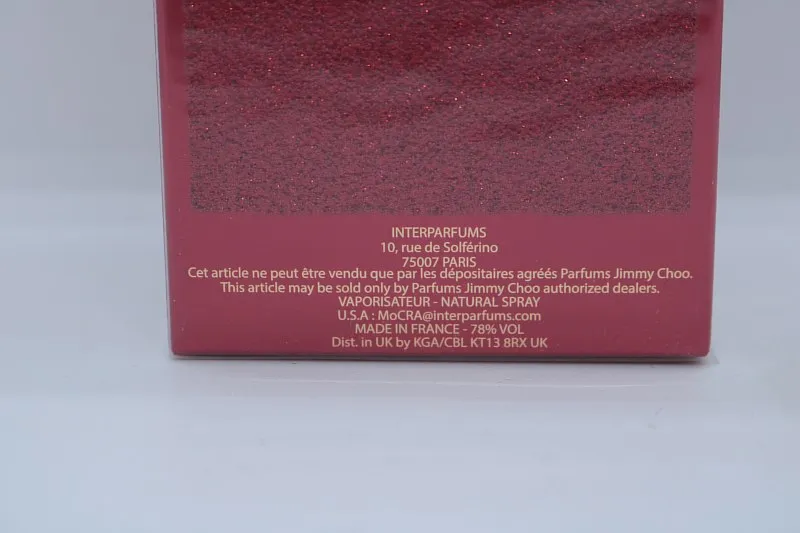 INTERPARFUMS
10, rue de Solférino
75007 PARIS
Cet article ne peut être vendu que par les dépositaires agréés Parfums Jimmy Choo.
This article may be sold only by Parfums Jimmy Choo authorized dealers.
VAPORISATEUR - NATURAL SPRAY
U.S.A : MoCRA@interparfums.com
MADE IN FRANCE - 78% VOL
Dist. in UK by KGA/CBL KT13 8RX UK